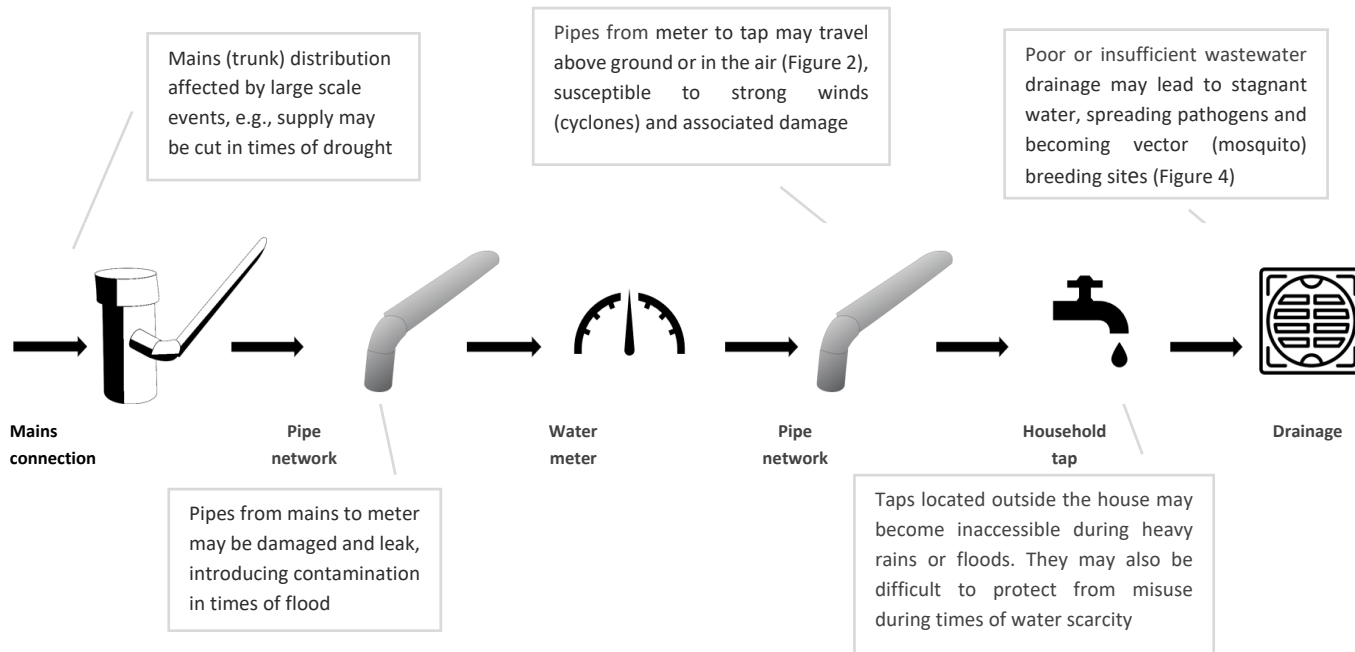 Mains (trunk) distribution
affected by large scale
events, e.g., supply may
be cut in times of drought
Pipes from meter to tap may travel
above ground or in the air (Figure 2),
susceptible to strong winds
(cyclones) and associated damage
Poor or insufficient wastewater
drainage may lead to stagnant
water, spreading pathogens and
becoming vector (mosquito)
breeding sites (Figure 4)
Mains
connection
Pipe
network
Water
meter
Pipe
network
Household
tap
Drainage
Pipes from mains to meter
may be damaged and leak,
introducing contamination
in times of flood
Taps located outside the house may
become inaccessible during heavy
rains or floods. They may also be
difficult to protect from misuse
during times of water scarcity